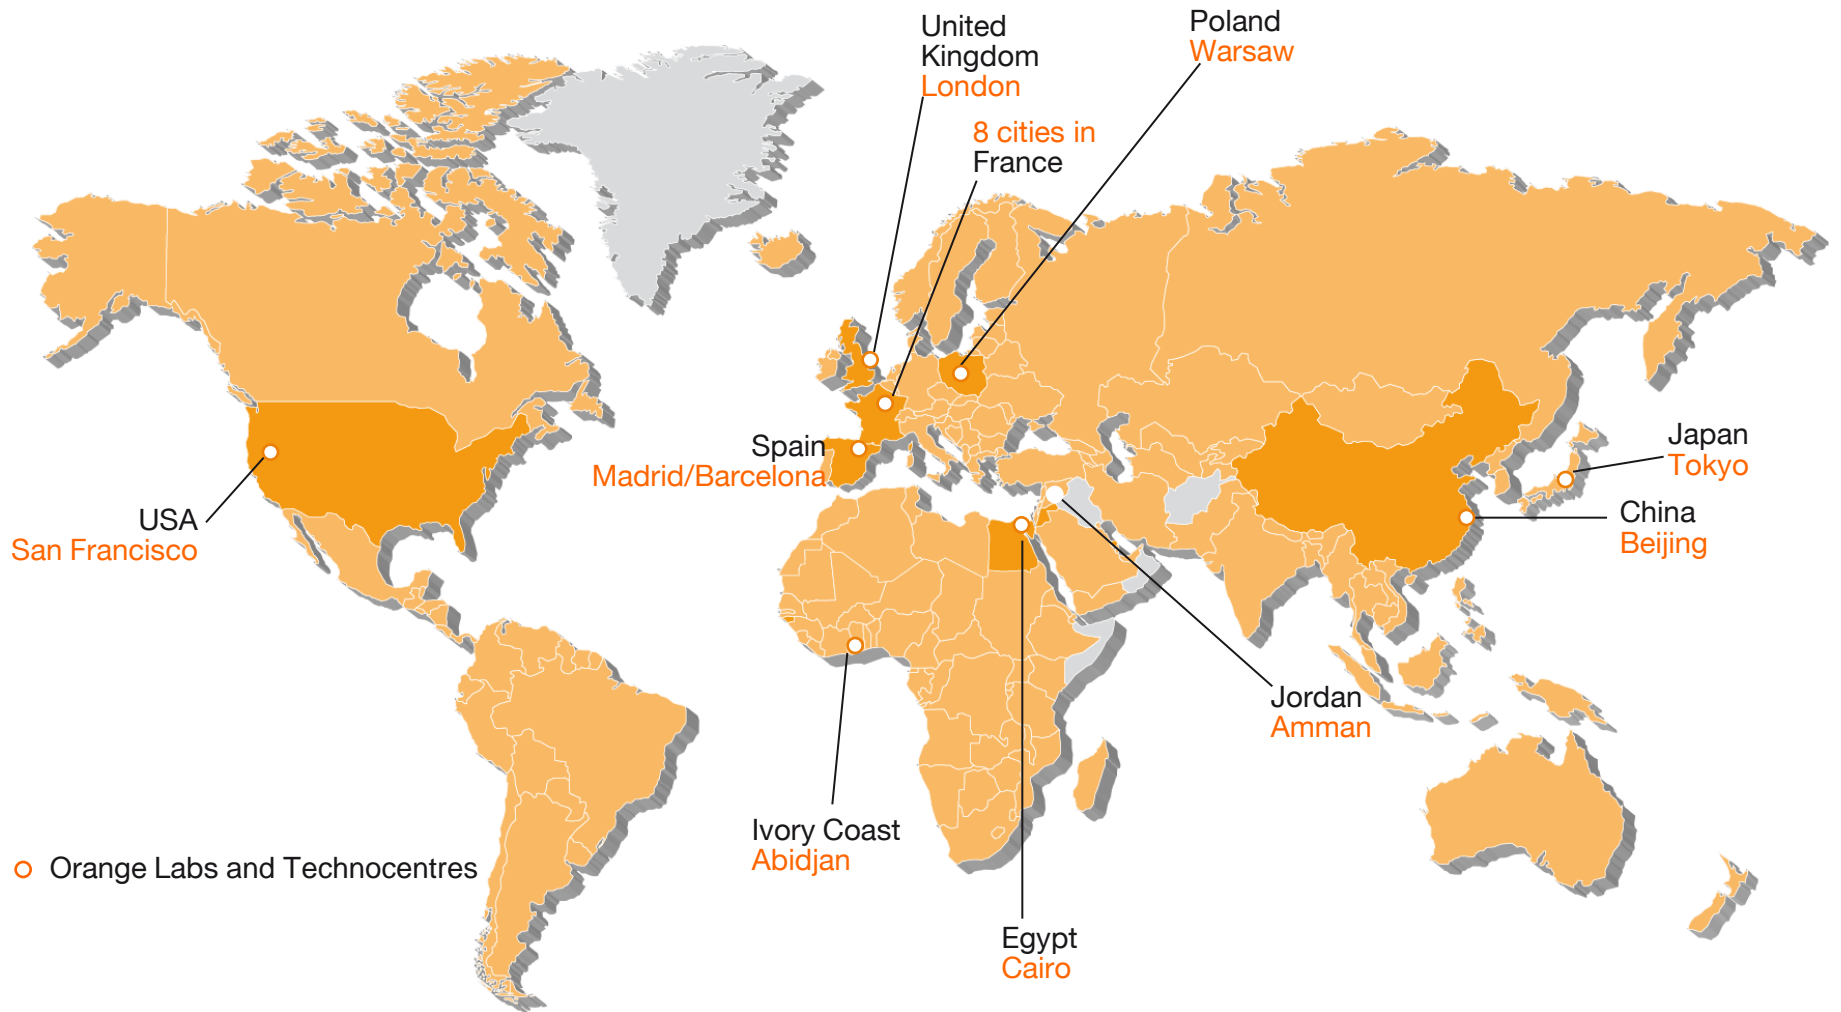 United
Kingdom
London
Poland
Warsaw
8 cities in
France
Spain
Madrid/Barcelona
Japan
Tokyo
USA
San Francisco
China
Beijing
Jordan
Amman
Ivory Coast
Abidjan
Orange Labs and Technocentres
Egypt
Cairo